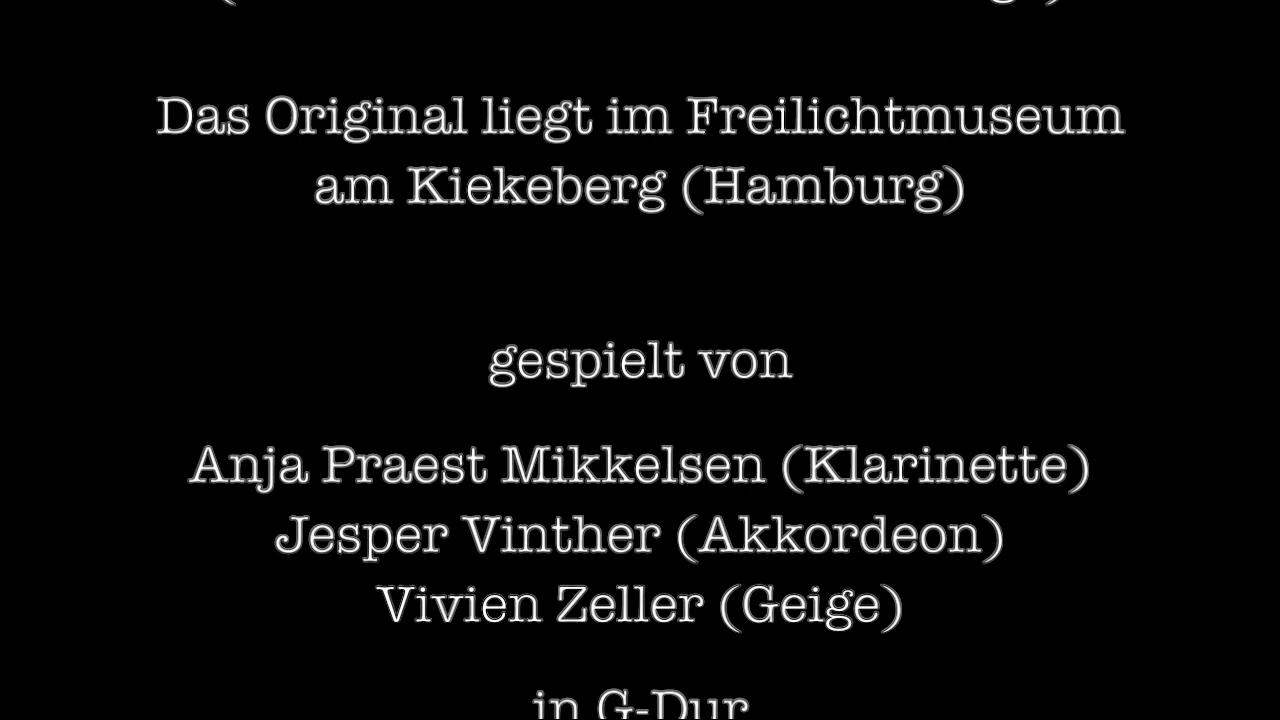 Das Original liegt im Freilichtmuseum
am Kiekeberg (Hamburg)
gespielt von
Anja Praest Mikkelsen (Klarinette)
Jesper Vinther (Akkordeon)
Vivien Zeller (Geige)
in G-Dur